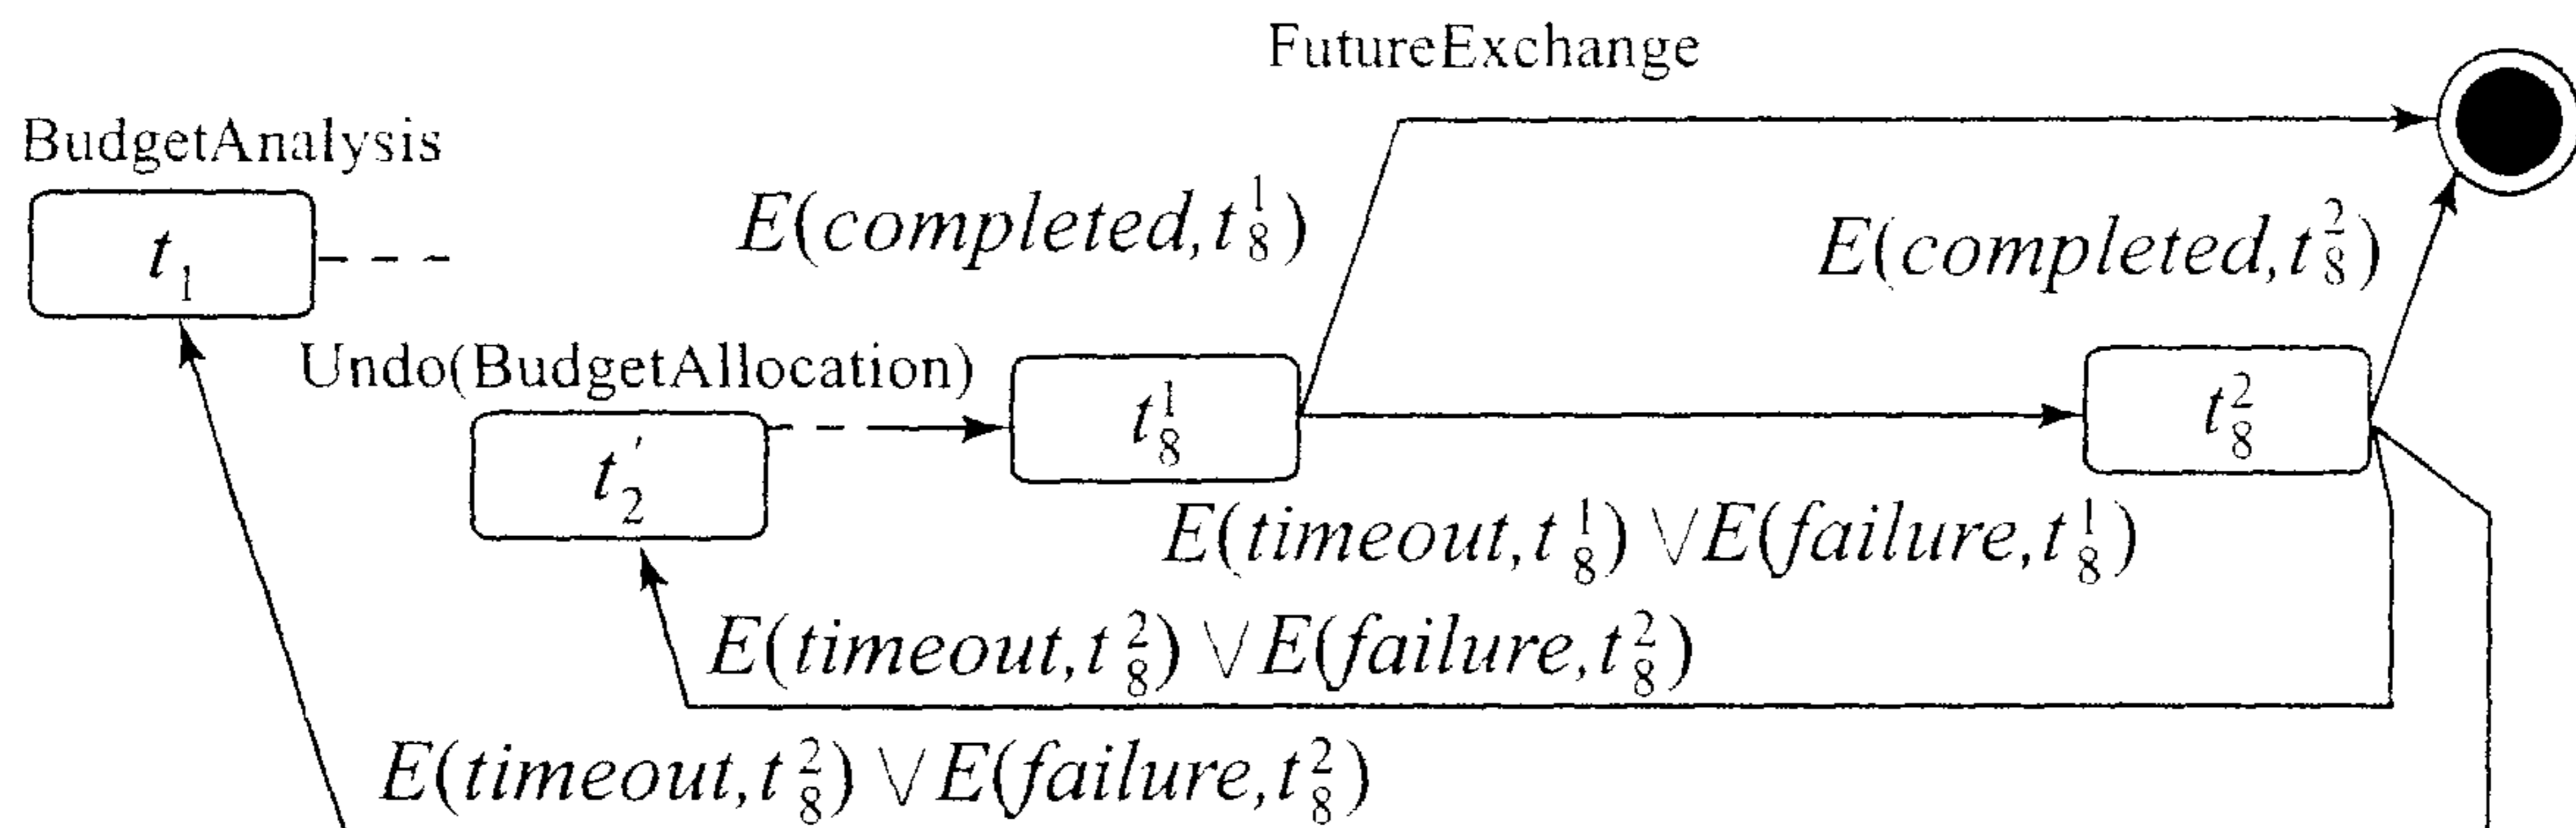 FutureExchange
BudgetAnalysis
t₁
E(completed,t₈¹)
E(completed,t₈²)
Undo(BudgetAllocation)
t₂′
t₈¹
t₈²
E(timeout,t₈¹)∨E(failure,t₈¹)
E(timeout,t₈²)∨E(failure,t₈²)
E(timeout,t₈²)∨E(failure,t₈²)